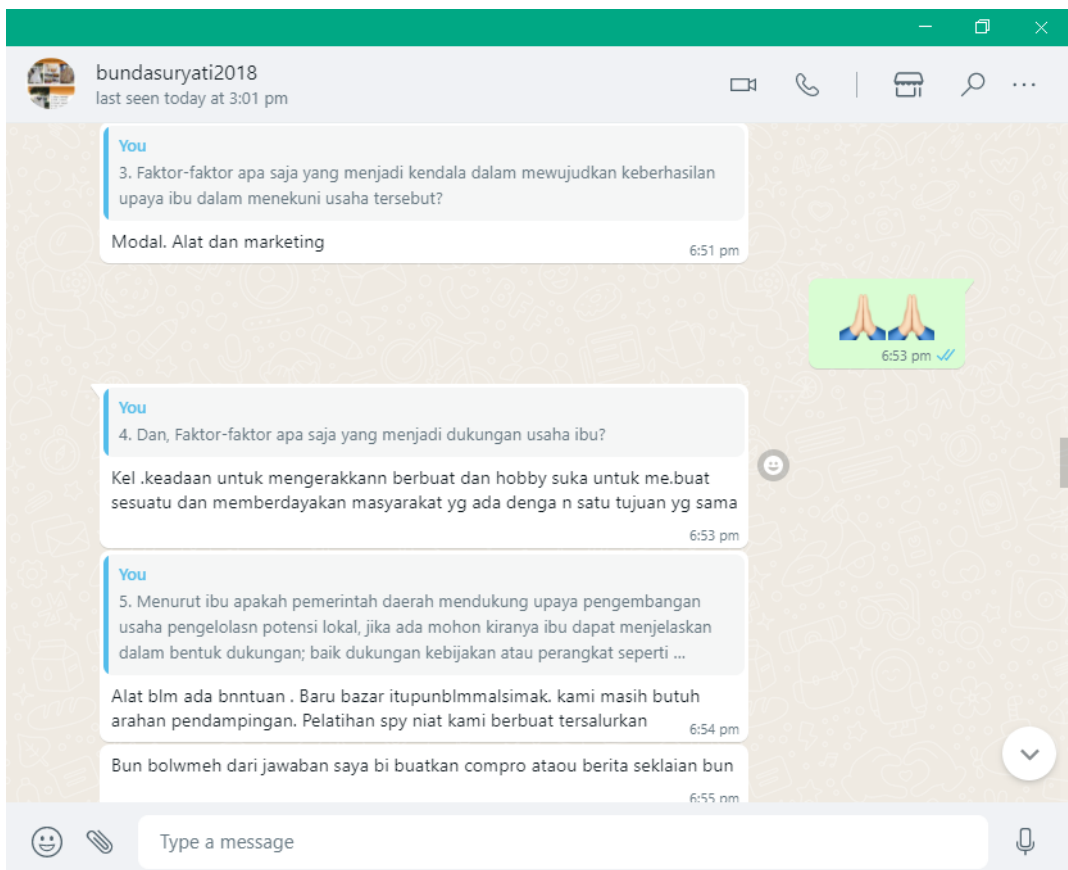 bundasuryati2018
last seen today at 3:01 pm
You
3. Faktor-faktor apa saja yang menjadi kendala dalam mewujudkan keberhasilan
upaya ibu dalam menekuni usaha tersebut?
Modal. Alat dan marketing
6:51 pm
🙏🏻🙏🏻
6:53 pm
You
4. Dan, Faktor-faktor apa saja yang menjadi dukungan usaha ibu?
Kel .keadaan untuk mengerakkann berbuat dan hobby suka untuk me.buat
sesuatu dan memberdayakan masyarakat yg ada denga n satu tujuan yg sama
6:53 pm
You
5. Menurut ibu apakah pemerintah daerah mendukung upaya pengembangan
usaha pengelolasn potensi lokal, jika ada mohon kiranya ibu dapat menjelaskan
dalam bentuk dukungan; baik dukungan kebijakan atau perangkat seperti ...
Alat blm ada bnntuan . Baru bazar itupunblmmalsimak. kami masih butuh
arahan pendampingan. Pelatihan spy niat kami berbuat tersalurkan
6:54 pm
Bun bolwmeh dari jawaban saya bi buatkan compro ataou berita seklaian bun
6:55 pm
Type a message